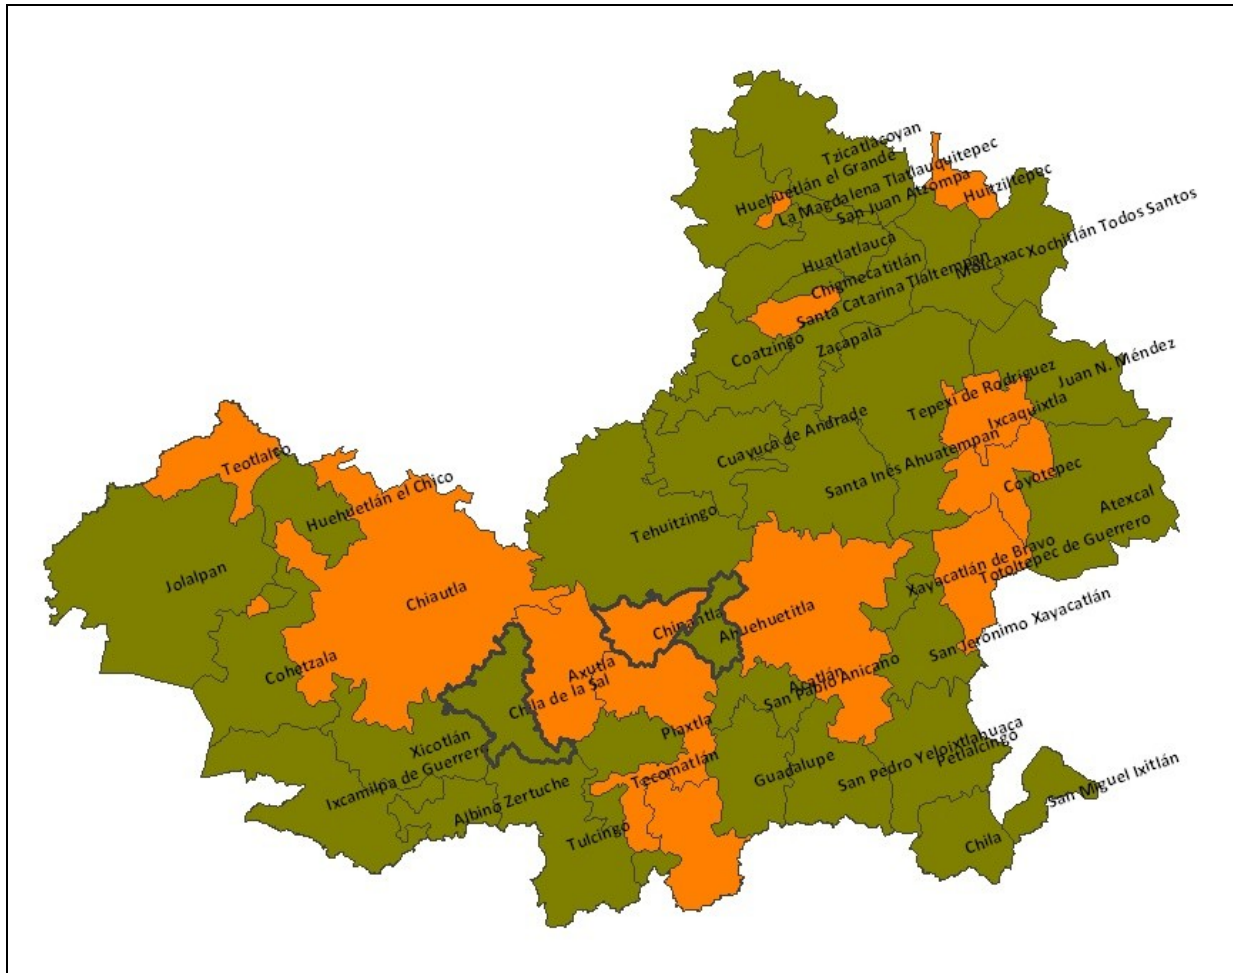 Tzicatlacoyan
Huehuetlán el Grande
La Magdalena Tlatlauquitepec
San Juan Atzompa
Huitziltepec
Xochitlán Todos Santos
Molcaxac
Huatlatlauca
Chigmecatitlán
Santa Catarina Tlaltempan
Coatzingo
Zacapala
Juan N. Méndez
Tepexi de Rodríguez
Ixcaquixtla
Cuayuca de Andrade
Santa Inés Ahuatempan
Coyotepec
Atexcal
Teotlalco
Huehuetlán el Chico
Tehuitzingo
Totoltepec de Guerrero
Xayacatlán de Bravo
Jolalpan
Chiautla
Chinantla
Ahuehuetitla
San Jerónimo Xayacatlán
Cohetzala
Axutla
Acatlán
San Pablo Anicano
Chila de la Sal
Piaxtla
Xicotlán
San Pedro Yeloixtlahuaca
Petlalcingo
Tecomatlán
Guadalupe
Ixcamilpa de Guerrero
San Miguel Ixitlán
Albino Zertuche
Tulcingo
Chila